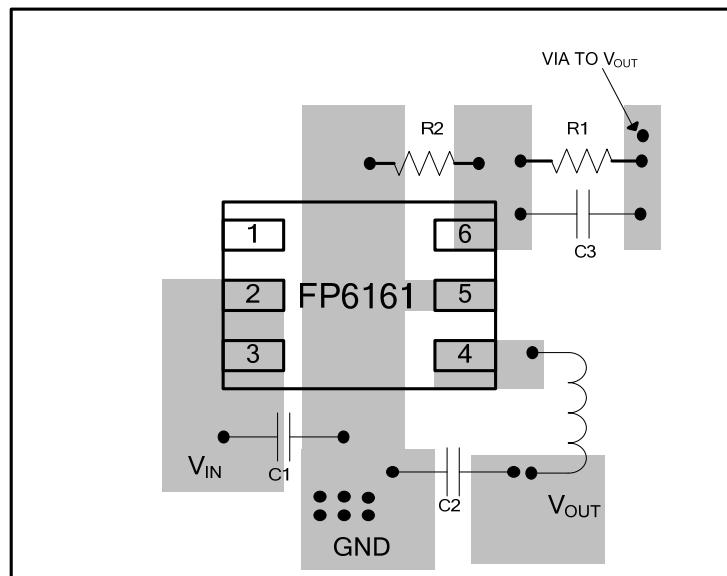 VIA TO VOUT
R2
R1
1
6
C3
2
FP6161
5
3
4
VIN
C1
C2
VOUT
GND